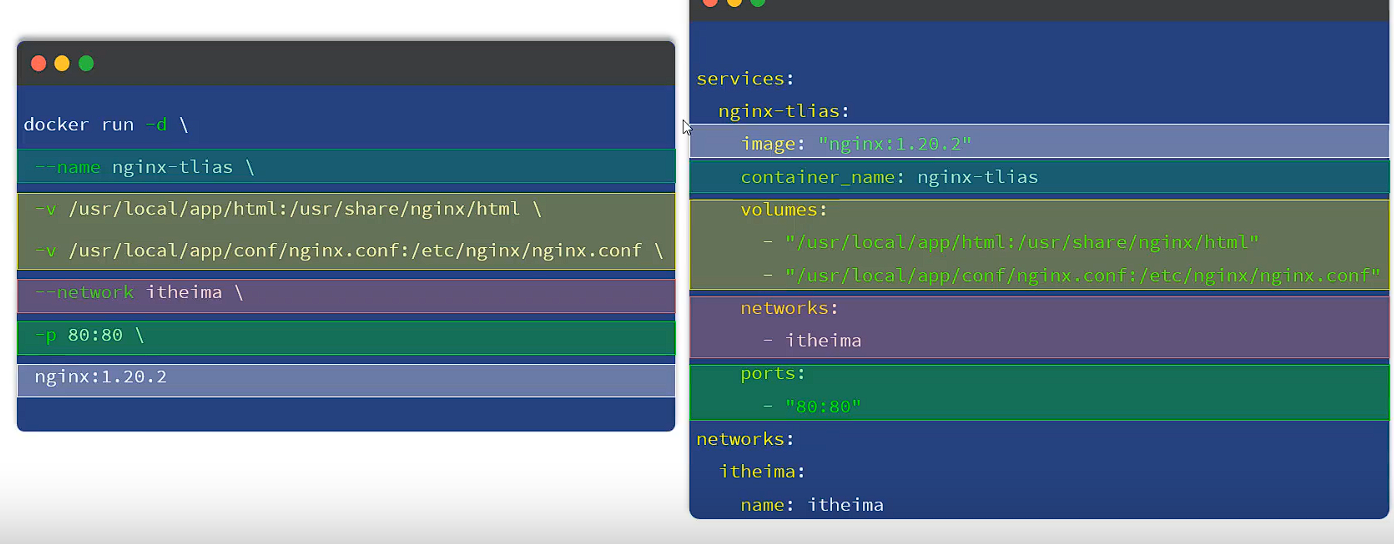 docker run -d \
--name nginx-tlias \
-v /usr/local/app/html:/usr/share/nginx/html \
-v /usr/local/app/conf/nginx.conf:/etc/nginx/nginx.conf \
--network itheima \
-p 80:80 \
nginx:1.20.2
services:
  nginx-tlias:
    image: "nginx:1.20.2"
    container_name: nginx-tlias
    volumes:
      - "/usr/local/app/html:/usr/share/nginx/html"
      - "/usr/local/app/conf/nginx.conf:/etc/nginx/nginx.conf"
    networks:
      - itheima
    ports:
      - "80:80"
networks:
  itheima:
    name: itheima